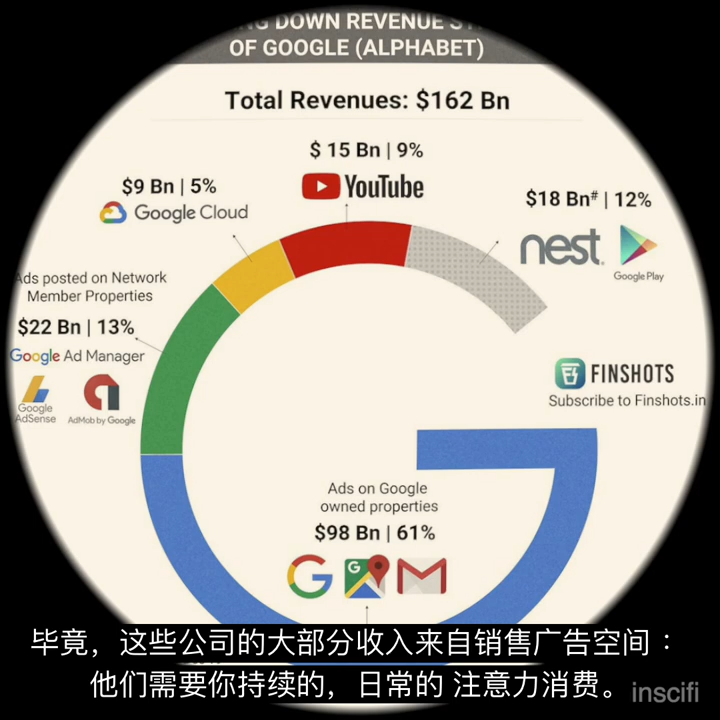 DOWN REVENUE
OF GOOGLE (ALPHABET)
Total Revenues: $162 Bn
$ 15 Bn | 9%
YouTube
$9 Bn | 5%
Google Cloud
$18 Bn# | 12%
nest
Google Play
Ads posted on Network
Member Properties
$22 Bn | 13%
Google Ad Manager
Google
AdSense
AdMob by Google
FINSHOTS
Subscribe to Finshots.in
Ads on Google
owned properties
$98 Bn | 61%
G
毕竟，这些公司的大部分收入来自销售广告空间：
他们需要你持续的，日常的 注意力消费。
inscifi